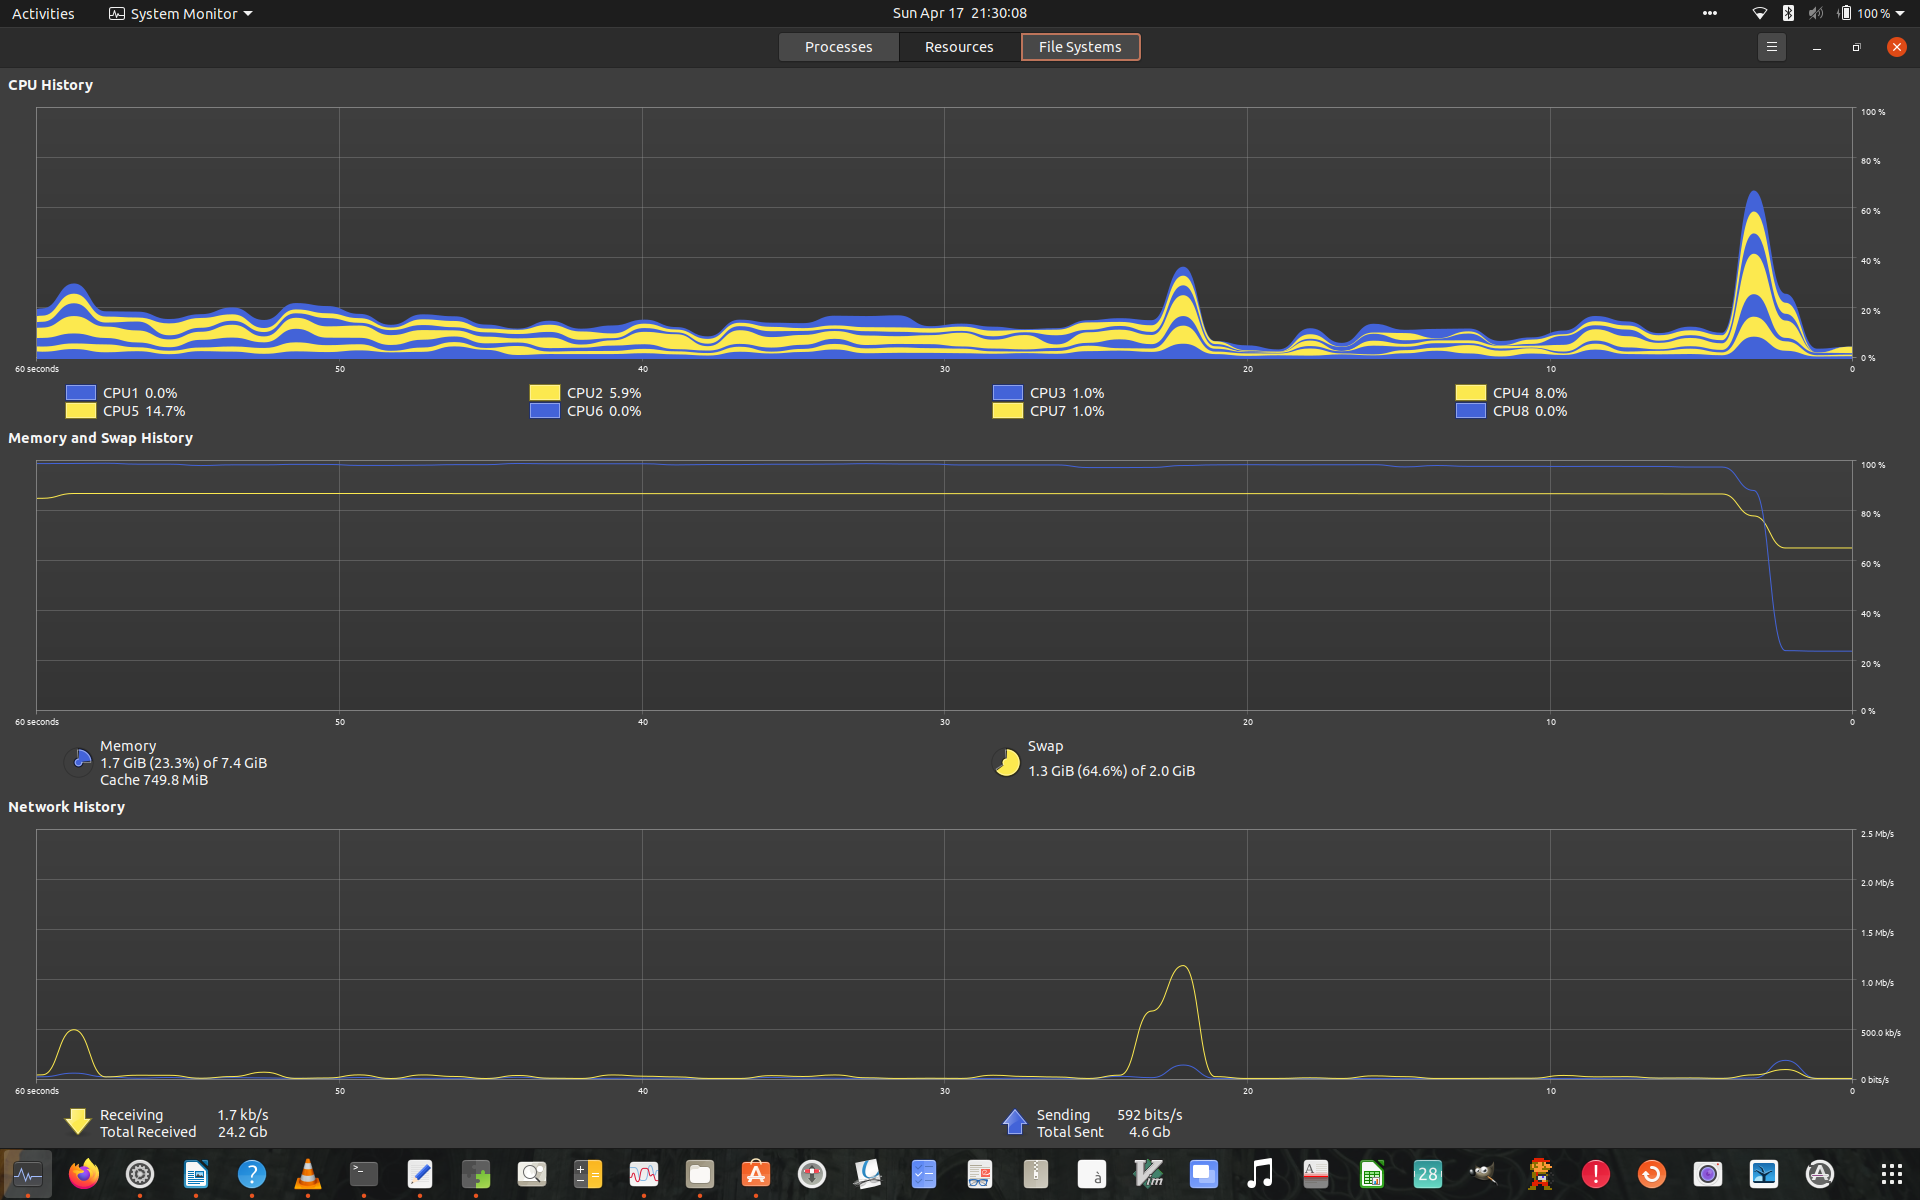 Activities
System Monitor
Sun Apr 17 21:30:08
100 %
Processes
Resources
File Systems
CPU History
100 %
80 %
60 %
40 %
20 %
0 %
60 seconds
50
40
30
20
10
0
CPU1 0.0%
CPU2 5.9%
CPU3 1.0%
CPU4 8.0%
CPU5 14.7%
CPU6 0.0%
CPU7 1.0%
CPU8 0.0%
Memory and Swap History
100 %
80 %
60 %
40 %
20 %
0 %
60 seconds
50
40
30
20
10
0
Memory
1.7 GiB (23.3%) of 7.4 GiB
Cache 749.8 MiB
Swap
1.3 GiB (64.6%) of 2.0 GiB
Network History
2.5 Mb/s
2.0 Mb/s
1.5 Mb/s
1.0 Mb/s
500.0 kb/s
0 bits/s
60 seconds
50
40
30
20
10
0
Receiving 1.7 kb/s
Total Received 24.2 Gb
Sending 592 bits/s
Total Sent 4.6 Gb
à
Vim
A
28